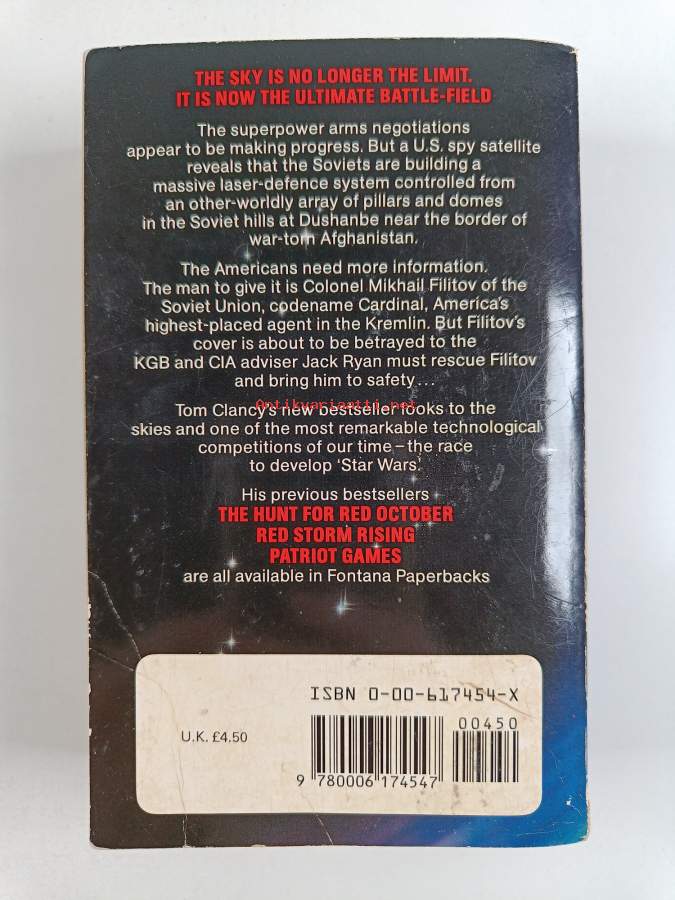 THE SKY IS NO LONGER THE LIMIT.
IT IS NOW THE ULTIMATE BATTLE-FIELD
The superpower arms negotiations
appear to be making progress. But a U.S. spy satellite
reveals that the Soviets are building a
massive laser-defence system controlled from
an other-worldly array of pillars and domes
in the Soviet hills at Dushanbe near the border of
war-torn Afghanistan.
The Americans need more information.
The man to give it is Colonel Mikhail Filitov of the
Soviet Union, codename Cardinal, America's
highest-placed agent in the Kremlin. But Filitov's
cover is about to be betrayed to the
KGB and CIA adviser Jack Ryan must rescue Filitov
and bring him to safety...
Antikvariaatti.net
Tom Clancy's new bestseller looks to the
skies and one of the most remarkable technological
competitions of our time – the race
to develop 'Star Wars.'
His previous bestsellers
THE HUNT FOR RED OCTOBER
RED STORM RISING
PATRIOT GAMES
are all available in Fontana Paperbacks
ISBN 0-00-617454-X
00450
U.K. £4.50
9 780006 174547